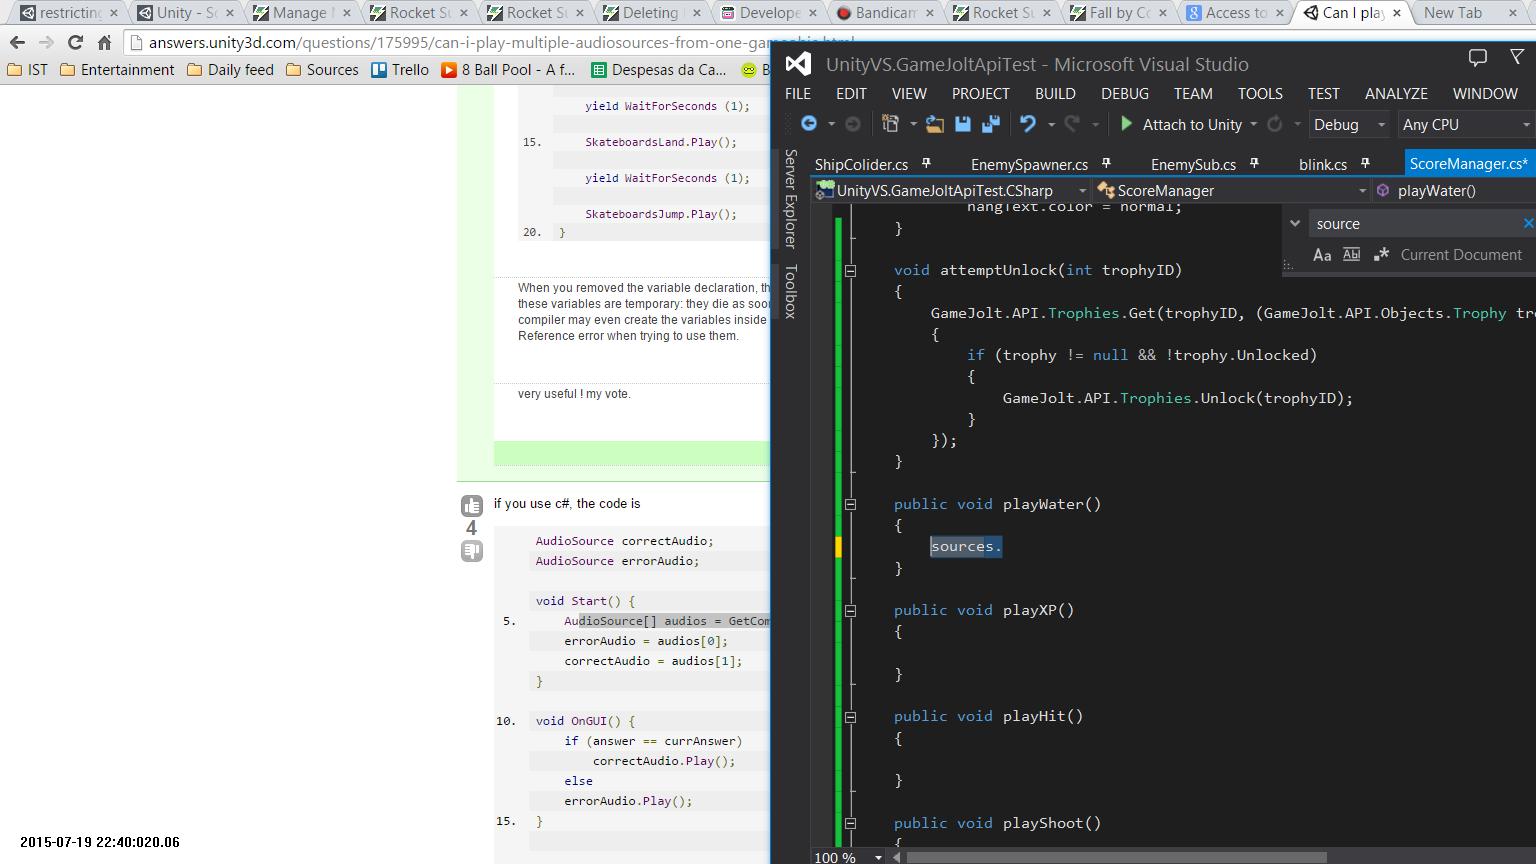 restricting
Unity - Sc
Manage
Rocket Su
Rocket Su
Deleting
Develope
Bandicam
Rocket Su
Fall by Co
Access to
Can I play
New Tab
answers.unity3d.com/questions/175995/can-i-play-multiple-audiosources-from-one-gameobjc.html
IST
Entertainment
Daily feed
Sources
Trello
8 Ball Pool - A f...
Despesas da Ca...
B
yield WaitForSeconds (1);
15. SkateboardsLand.Play();
yield WaitForSeconds (1);
SkateboardsJump.Play();
20. }
When you removed the variable declaration, th
these variables are temporary: they die as soo
compiler may even create the variables inside
Reference error when trying to use them.
very useful ! my vote.
4
if you use c#, the code is
AudioSource correctAudio;
AudioSource errorAudio;
void Start() {
5. AudioSource[] audios = GetCom
errorAudio = audios[0];
correctAudio = audios[1];
}
10. void OnGUI() {
if (answer == currAnswer)
correctAudio.Play();
else
errorAudio.Play();
15. }
2015-07-19 22:40:020.06
UnityVS.GameJoltApiTest - Microsoft Visual Studio
FILE EDIT VIEW PROJECT BUILD DEBUG TEAM TOOLS TEST ANALYZE WINDOW
Attach to Unity
Debug
Any CPU
Server Explorer
Toolbox
ShipColider.cs
EnemySpawner.cs
EnemySub.cs
blink.cs
ScoreManager.cs*
UnityVS.GameJoltApiTest.CSharp
ScoreManager
playWater()
source
Aa Abl .* Current Document
hangText.color = normal;
}
void attemptUnlock(int trophyID)
{
GameJolt.API.Trophies.Get(trophyID, (GameJolt.API.Objects.Trophy tro
{
if (trophy != null && !trophy.Unlocked)
{
GameJolt.API.Trophies.Unlock(trophyID);
}
});
}
public void playWater()
{
sources.
}
public void playXP()
{
}
public void playHit()
{
}
public void playShoot()
{
100 %